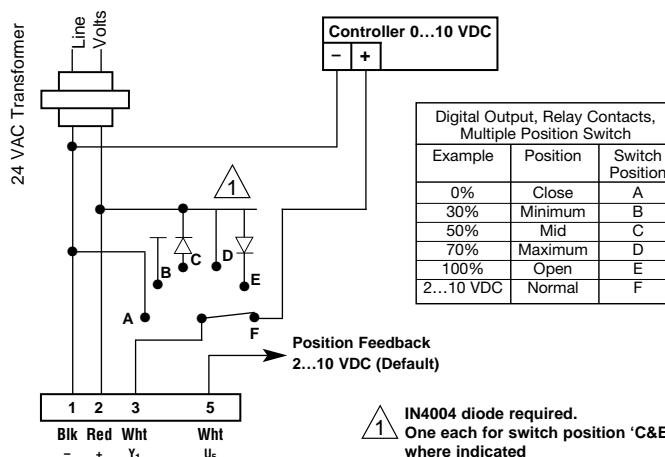 24 VAC Transformer
Line
Volts
Controller 0…10 VDC
– +
Digital Output, Relay Contacts,
Multiple Position Switch
Example Position Switch Position
0% Close A
30% Minimum B
50% Mid C
70% Maximum D
100% Open E
2…10 VDC Normal F
1
A
B
C
D
E
F
Position Feedback
2…10 VDC (Default)
1 2 3 5
Blk Red Wht Wht
– + Y1 U5
1
IN4004 diode required.
One each for switch position ‘C&E
where indicated